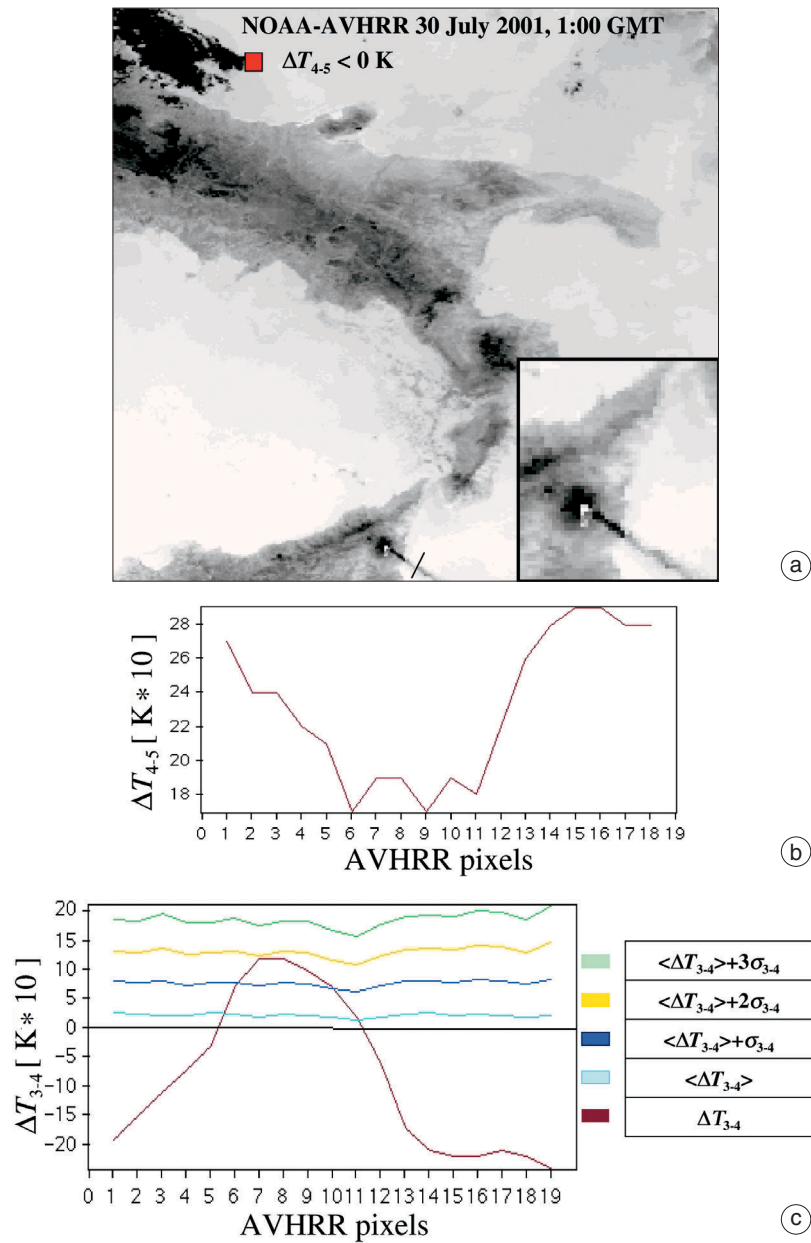 NOAA-AVHRR 30 July 2001, 1:00 GMT
ΔT4-5 < 0 K
a
ΔT4-5 [ K * 10 ]
28
26
24
22
20
18
0 1 2 3 4 5 6 7 8 9 10 11 12 13 14 15 16 17 18 19
AVHRR pixels
b
ΔT3-4 [ K * 10 ]
20
15
10
5
0
−5
−10
−15
−20
0 1 2 3 4 5 6 7 8 9 10 11 12 13 14 15 16 17 18 19
AVHRR pixels
<ΔT3-4>+3σ3-4
<ΔT3-4>+2σ3-4
<ΔT3-4>+σ3-4
<ΔT3-4>
ΔT3-4
c